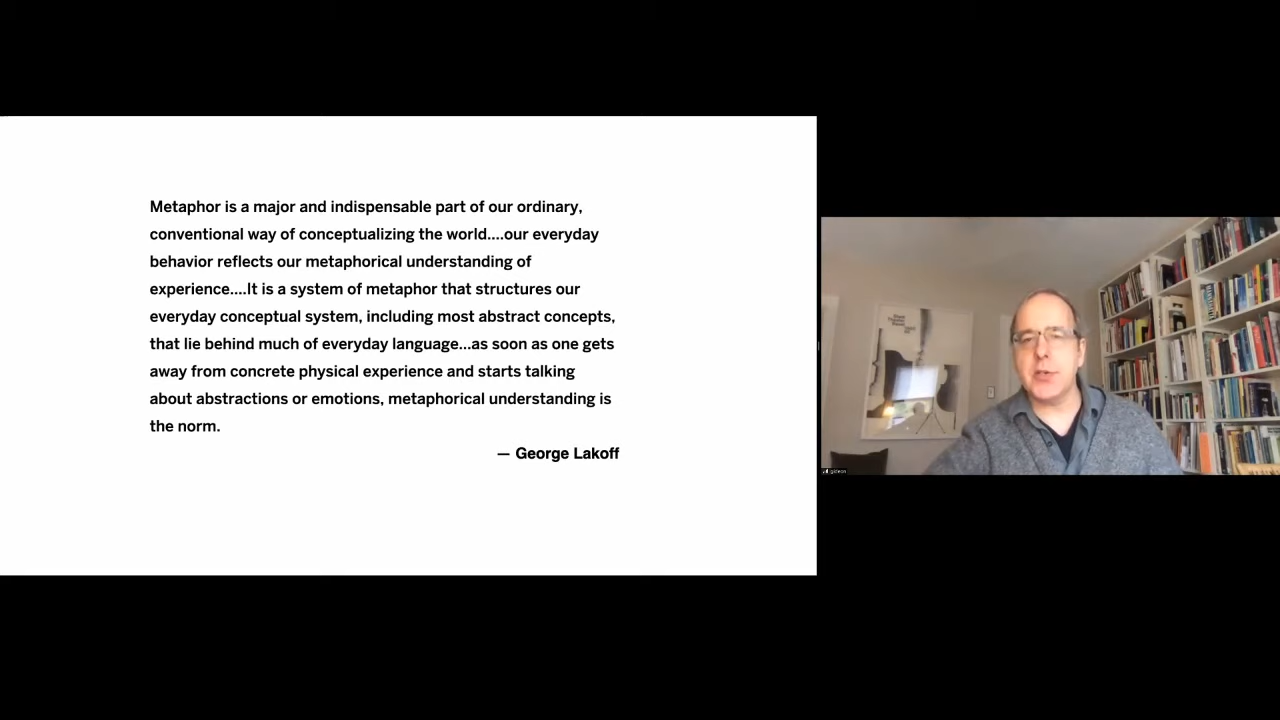 Metaphor is a major and indispensable part of our ordinary,
conventional way of conceptualizing the world....our everyday
behavior reflects our metaphorical understanding of
experience....It is a system of metaphor that structures our
everyday conceptual system, including most abstract concepts,
that lie behind much of everyday language...as soon as one gets
away from concrete physical experience and starts talking
about abstractions or emotions, metaphorical understanding is
the norm.
— George Lakoff
gideon